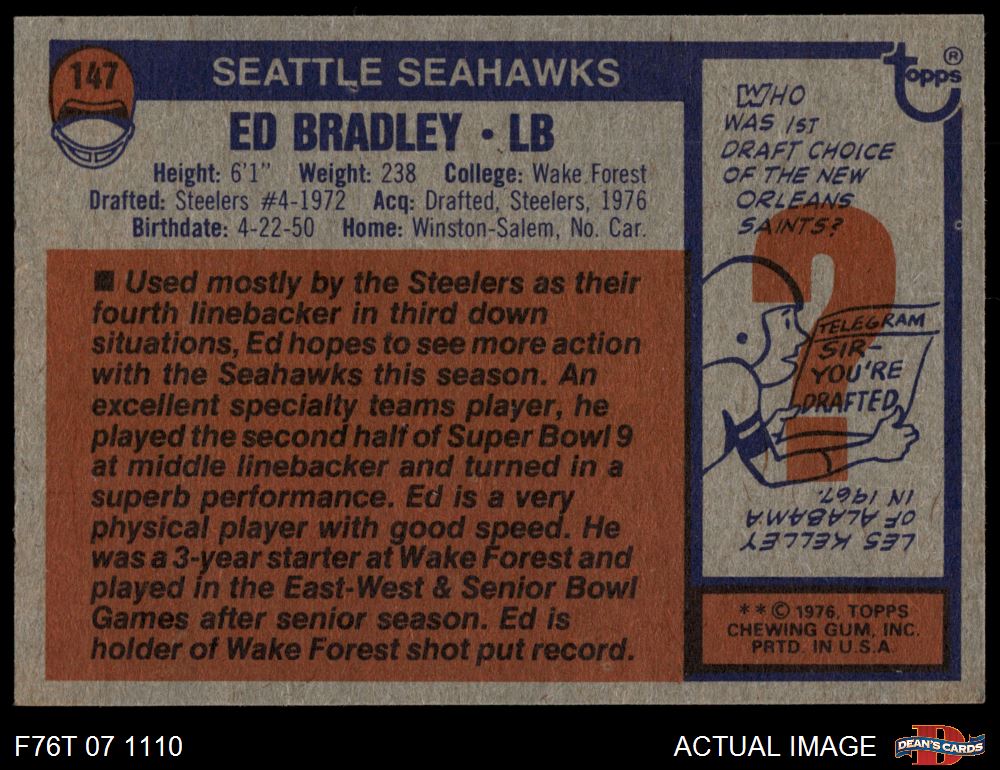 147
SEATTLE SEAHAWKS
ED BRADLEY • LB
Height: 6'1" Weight: 238 College: Wake Forest
Drafted: Steelers #4-1972 Acq: Drafted, Steelers, 1976
Birthdate: 4-22-50 Home: Winston-Salem, No. Car.
■ Used mostly by the Steelers as their
fourth linebacker in third down
situations, Ed hopes to see more action
with the Seahawks this season. An
excellent specialty teams player, he
played the second half of Super Bowl 9
at middle linebacker and turned in a
superb performance. Ed is a very
physical player with good speed. He
was a 3-year starter at Wake Forest and
played in the East-West & Senior Bowl
Games after senior season. Ed is
holder of Wake Forest shot put record.
topps®
WHO
WAS 1ST
DRAFT CHOICE
OF THE NEW
ORLEANS
SAINTS?
?
TELEGRAM
SIR-
YOU'RE
DRAFTED
LES KELLEY
OF ALABAMA
IN 1967.
* * © 1976, TOPPS
CHEWING GUM, INC.
PRTD. IN U.S.A.
F76T 07 1110
ACTUAL IMAGE
D
DEAN'S CARDS